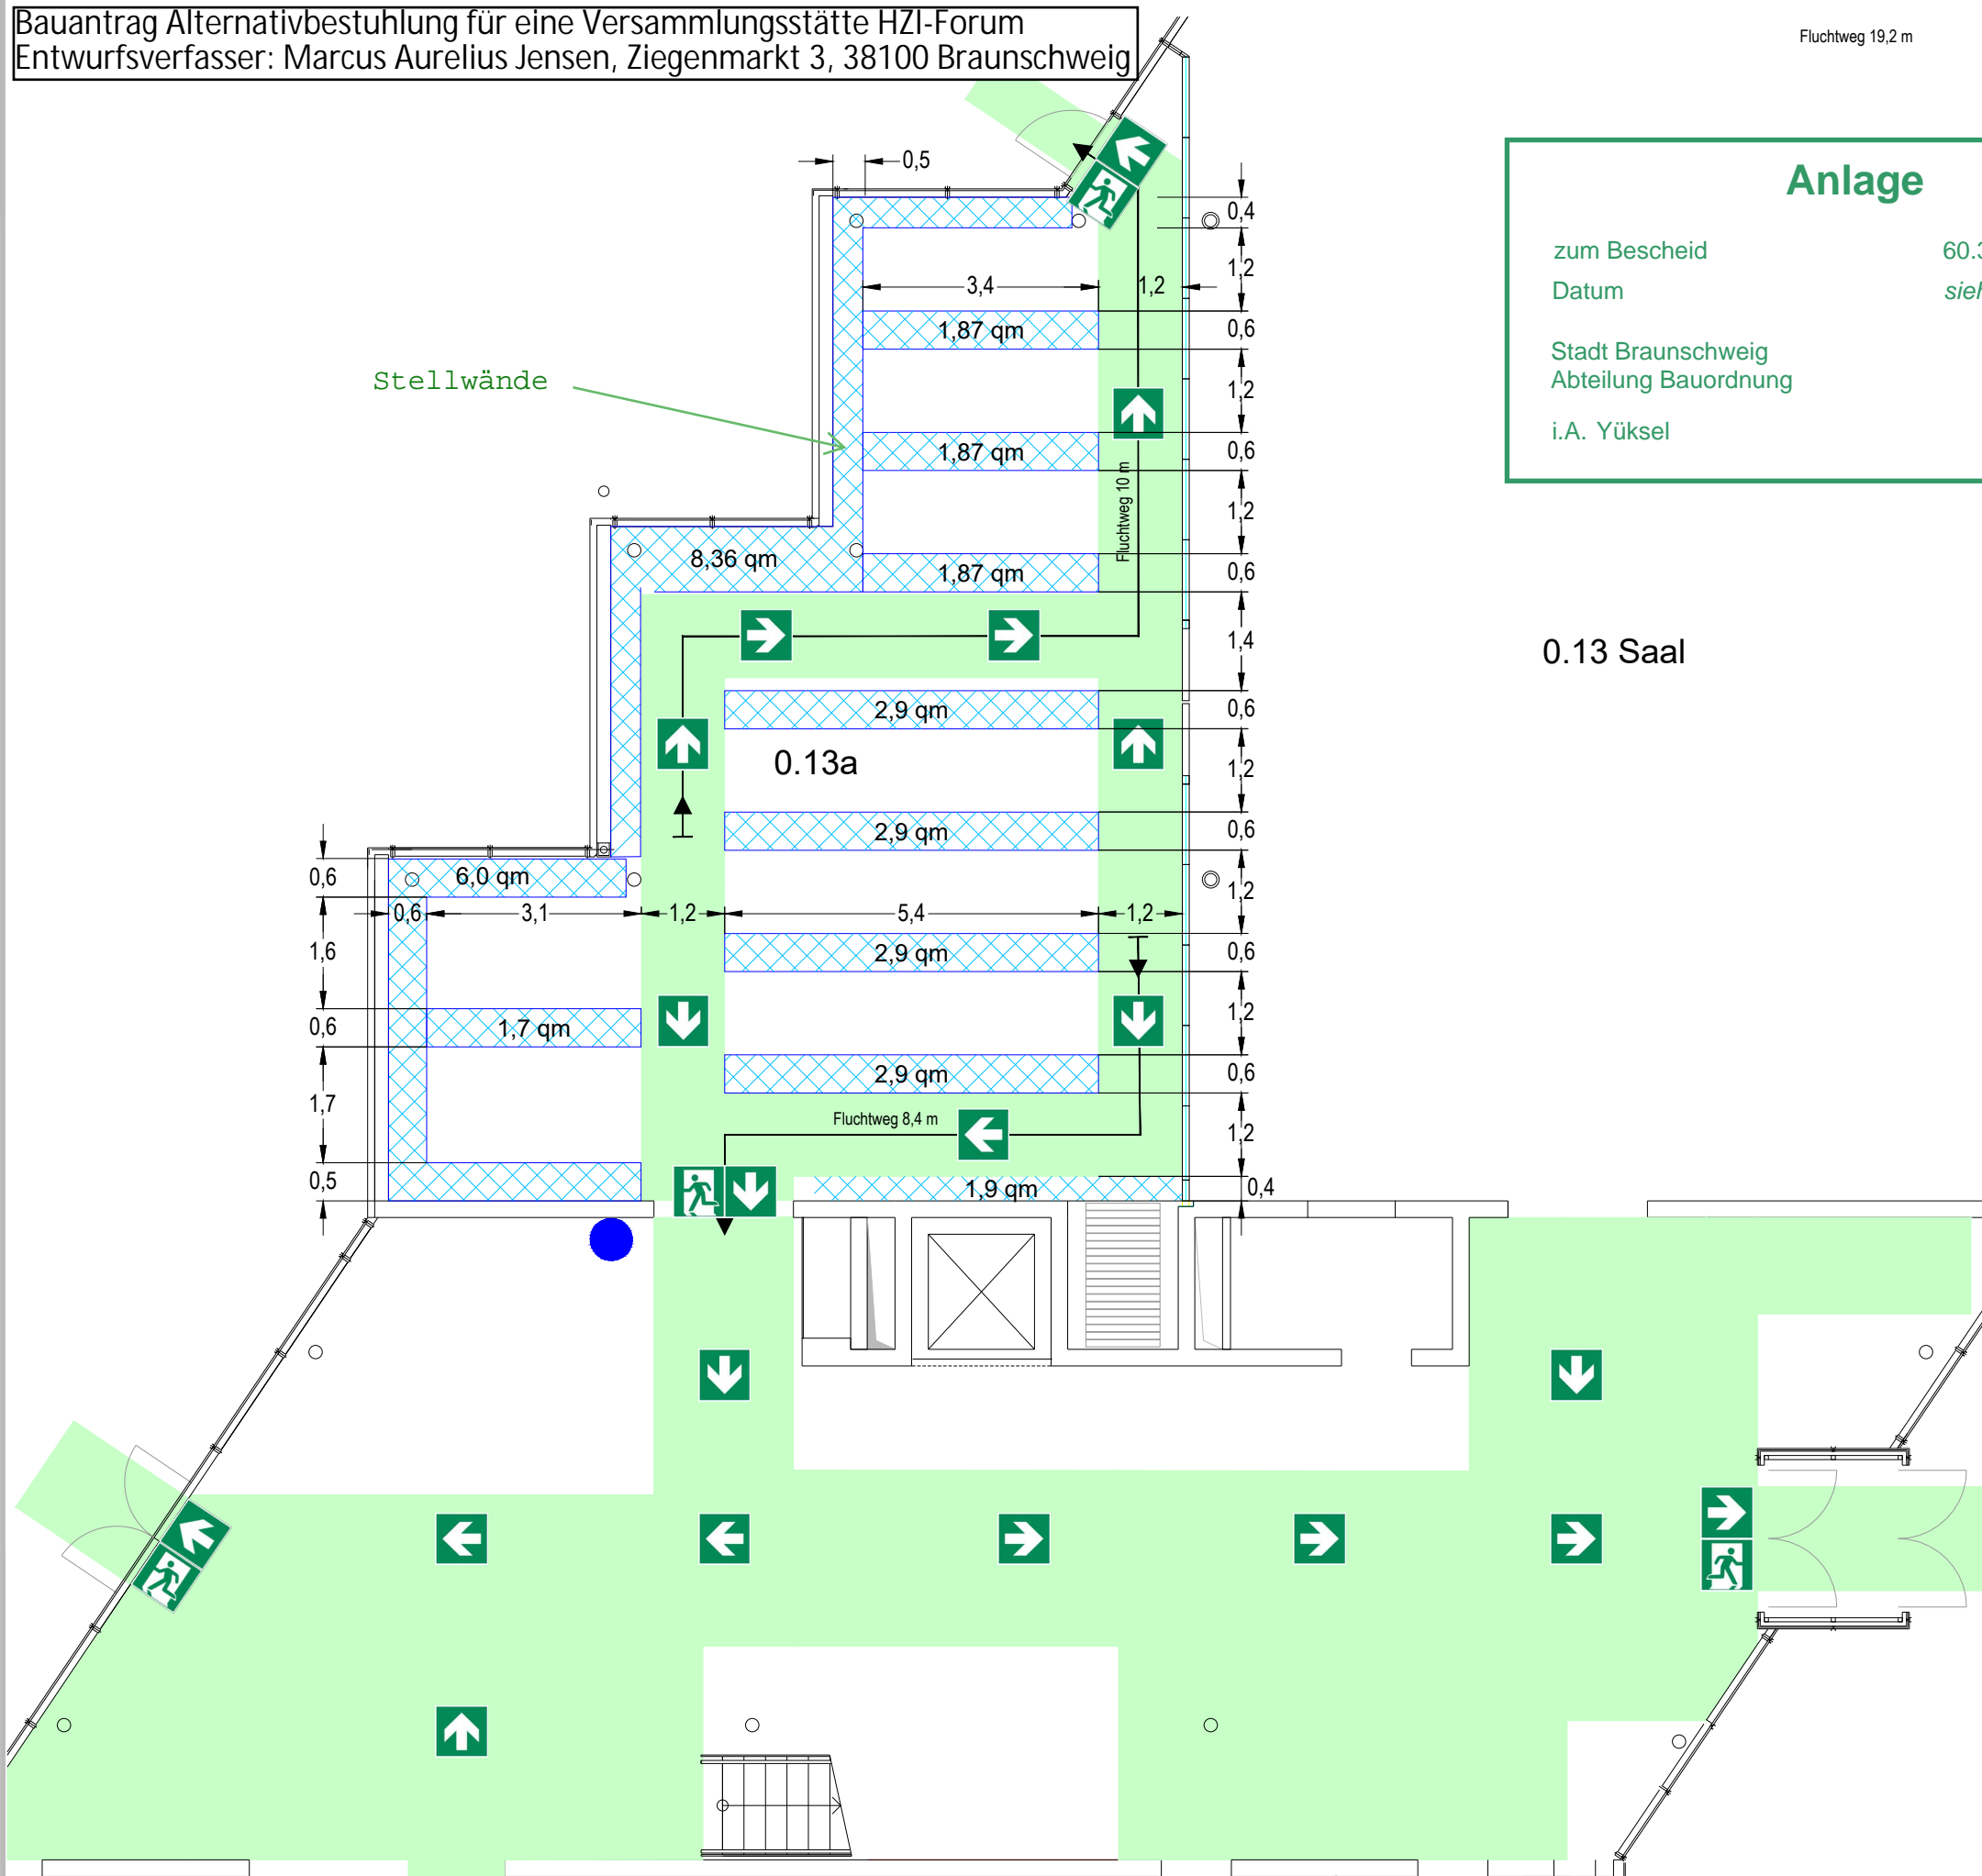 Bauantrag Alternativbestuhlung für eine Versammlungsstätte HZI-Forum
Entwurfsverfasser: Marcus Aurelius Jensen, Ziegenmarkt 3, 38100 Braunschweig
Fluchtweg 19,2 m
Anlage
zum Bescheid 60.3
Datum sieh
Stadt Braunschweig
Abteilung Bauordnung
i.A. Yüksel
0,5
0,4
1,2
3,4
1,2
1,87 qm
0,6
Stellwände
1,2
1,87 qm
0,6
Fluchtweg 10 m
1,2
8,36 qm
1,87 qm
0,6
1,4
0.13 Saal
2,9 qm
0,6
0.13a
1,2
2,9 qm
0,6
0,6
6,0 qm
1,2
0,6
3,1
1,2
5,4
1,2
1,6
2,9 qm
0,6
0,6
1,7 qm
1,2
2,9 qm
0,6
1,7
Fluchtweg 8,4 m
1,2
0,5
1,9 qm
0,4